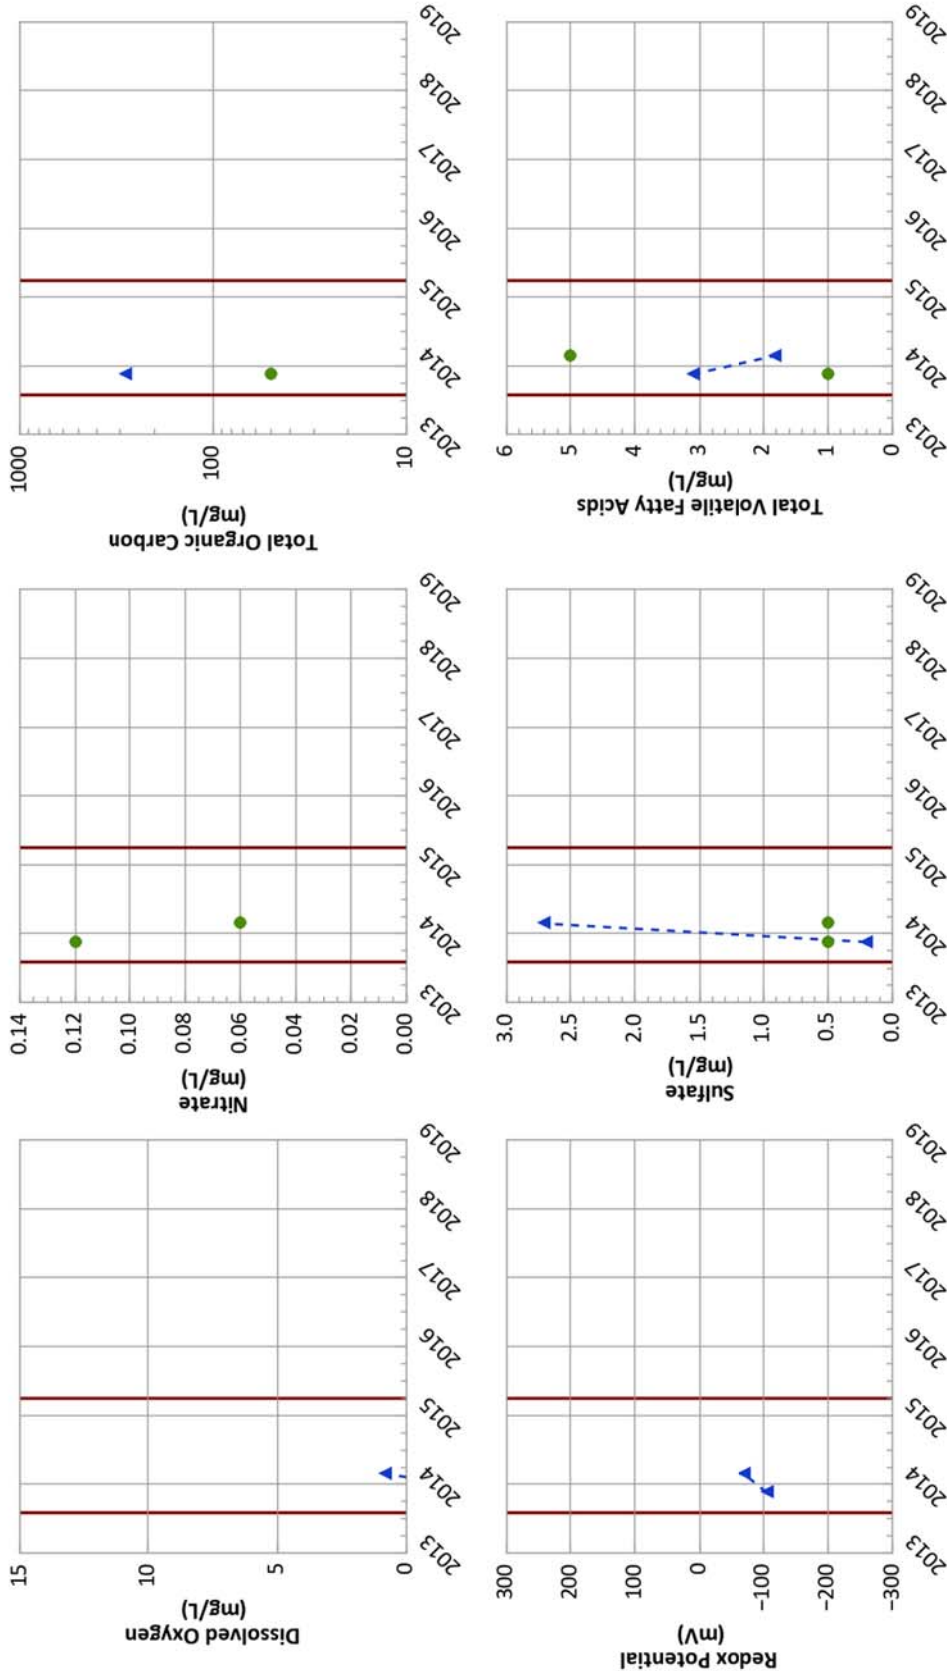 Dissolved Oxygen
(mg/L)
15
10
5
0
2013 2014 2015 2016 2017 2018 2019
Nitrate
(mg/L)
0.14
0.112
0.10
0.08
0.06
0.04
0.02
0.00
2013 2014 2015 2016 2017 2018 2019
Total Organic Carbon
(mg/L)
1000
100
10
2013 2014 2015 2016 2017 2018 2019
Redox Potential
(mV)
300
200
100
0
−100
−200
−300
2013 2014 2015 2016 2017 2018 2019
Sulfate
(mg/L)
3.0
2.5
2.0
1.5
1.0
0.5
0.0
2013 2014 2015 2016 2017 2018 2019
Total Volatile Fatty Acids
(mg/L)
6
5
4
3
2
1
0
2013 2014 2015 2016 2017 2018 2019